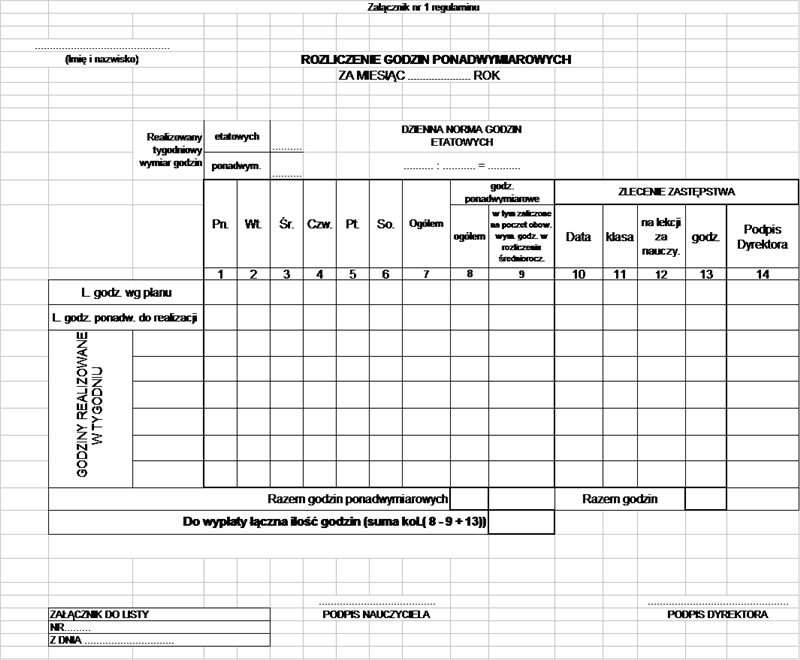 Załącznik nr 1 regulaminu
............................................
(Imię i nazwisko)
ROZLICZENIE GODZIN PONADWYMIAROWYCH
ZA MIESIĄC .................... ROK
Realizowany tygodniowy wymiar godzin
etatowych ..........
ponadwym. ..........
DZIENNA NORMA GODZIN
ETATOWYCH
.......... : ........... = ...........
Pn. Wt. Śr. Czw. Pt. So. Ogółem
godz. ponadwymiarowe
ogółem
w tym zaliczone na poczet obow. wym. godz. w rozliczeniu średniorocz.
ZLECENIE ZASTĘPSTWA
Data klasa na lekcji za nauczy. godz. Podpis Dyrektora
1 2 3 4 5 6 7 8 9 10 11 12 13 14
L. godz. wg planu
L. godz. ponadw. do realizacji
GODZINY REALIZOWANE
W TYGODNIU
Razem godzin ponadwymiarowych
Razem godzin
Do wypłaty łączna ilość godzin (suma kol.( 8 - 9 + 13))
......................................
PODPIS NAUCZYCIELA
..............................................
PODPIS DYREKTORA
ZAŁĄCZNIK DO LISTY
NR.........
Z DNIA .............................